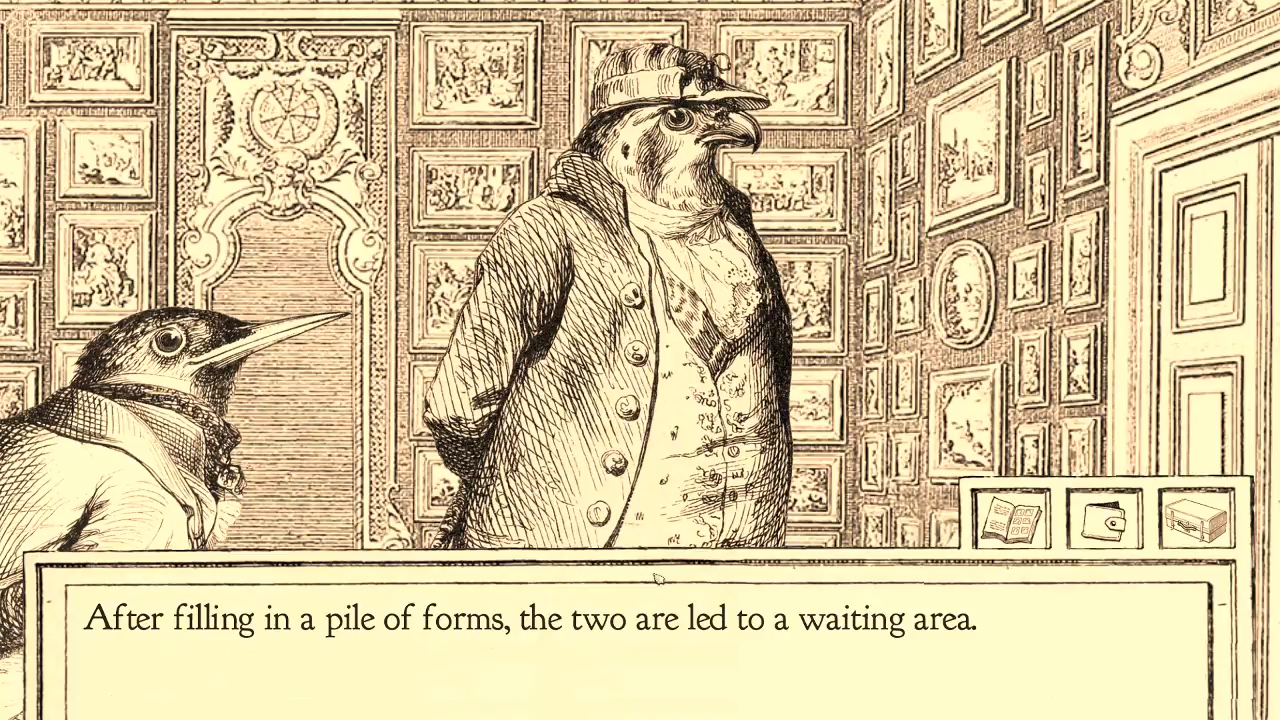 After filling in a pile of forms, the two are led to a waiting area.